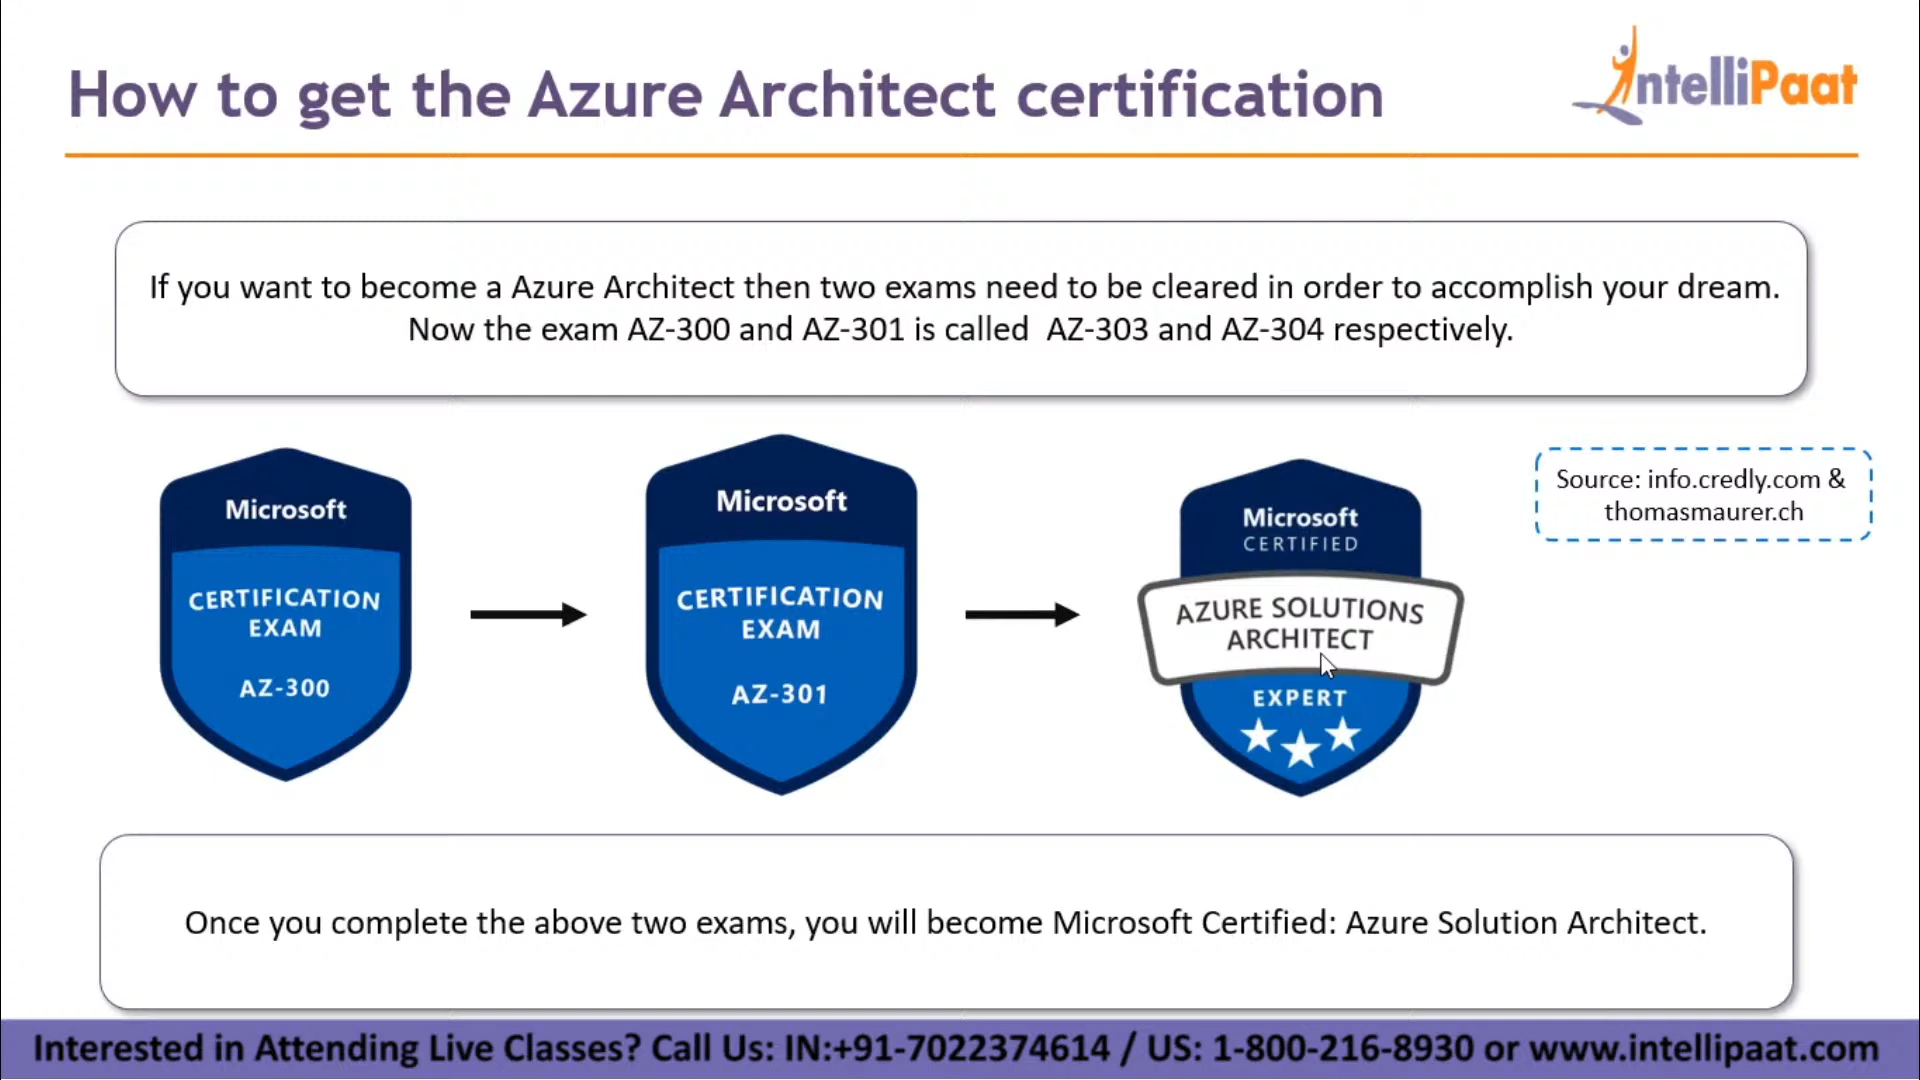 How to get the Azure Architect certification
IntelliPaat
If you want to become a Azure Architect then two exams need to be cleared in order to accomplish your dream.
Now the exam AZ-300 and AZ-301 is called  AZ-303 and AZ-304 respectively.
Microsoft
CERTIFICATION
EXAM
AZ-300
Microsoft
CERTIFICATION
EXAM
AZ-301
Microsoft
CERTIFIED
AZURE SOLUTIONS
ARCHITECT
EXPERT
Source: info.credly.com &
thomasmaurer.ch
Once you complete the above two exams, you will become Microsoft Certified: Azure Solution Architect.
Interested in Attending Live Classes? Call Us: IN:+91-7022374614 / US: 1-800-216-8930 or www.intellipaat.com